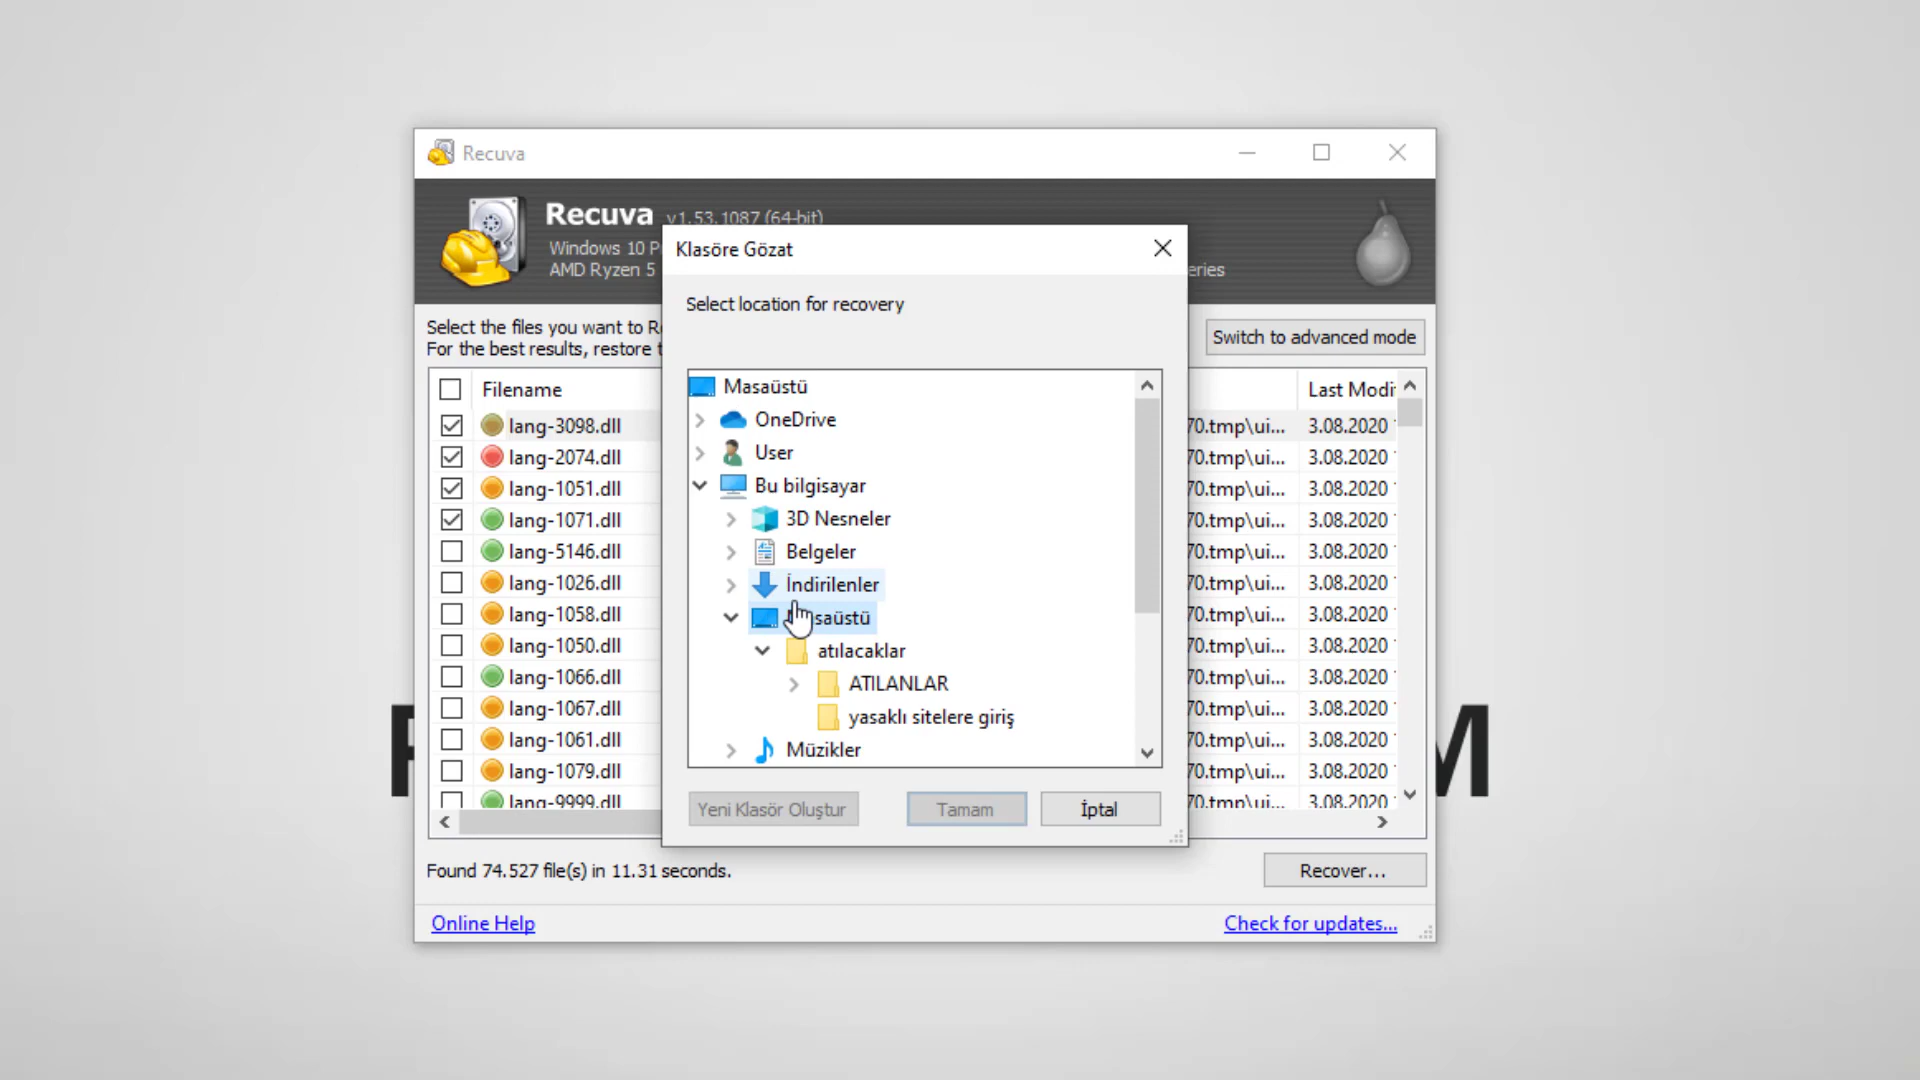 Recuva
Recuva v1.53.1087 (64-bit)
Windows 10 P
AMD Ryzen 5
eries
Klasöre Gözat
Select location for recovery
Select the files you want to R
For the best results, restore t
Switch to advanced mode
Filename
Last Modi
lang-3098.dll
70.tmp\ui...
3.08.2020
lang-2074.dll
70.tmp\ui...
3.08.2020
lang-1051.dll
70.tmp\ui...
3.08.2020
lang-1071.dll
70.tmp\ui...
3.08.2020
lang-5146.dll
70.tmp\ui...
3.08.2020
lang-1026.dll
70.tmp\ui...
3.08.2020
lang-1058.dll
70.tmp\ui...
3.08.2020
lang-1050.dll
70.tmp\ui...
3.08.2020
lang-1066.dll
70.tmp\ui...
3.08.2020
lang-1067.dll
70.tmp\ui...
3.08.2020
lang-1061.dll
70.tmp\ui...
3.08.2020
lang-1079.dll
70.tmp\ui...
3.08.2020
lang-9999.dll
70.tmp\ui...
3.08.2020
Masaüstü
OneDrive
User
Bu bilgisayar
3D Nesneler
Belgeler
İndirilenler
saüstü
atılacaklar
ATILANLAR
yasaklı sitelere giriş
Müzikler
Yeni Klasör Oluştur
Tamam
İptal
Found 74.527 file(s) in 11.31 seconds.
Recover...
Online Help
Check for updates...